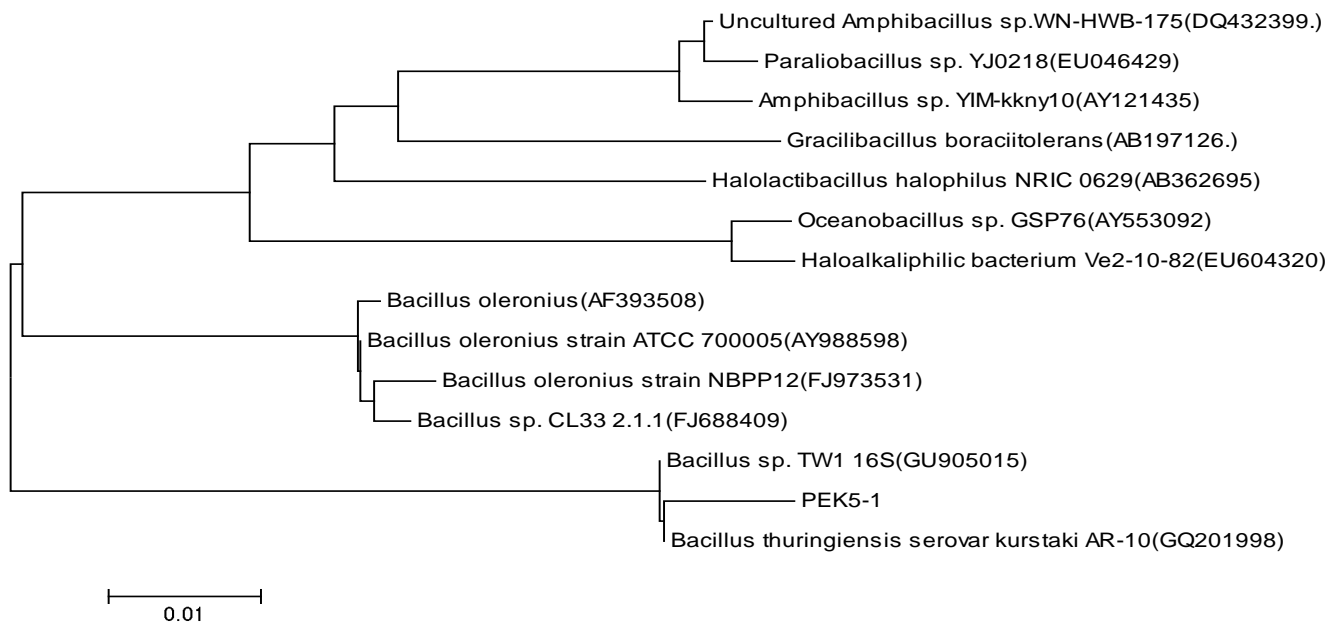 Uncultured Amphibacillus sp.WN-HWB-175(DQ432399.)
Paraliobacillus sp. YJ0218(EU046429)
Amphibacillus sp. YIM-kkny10(AY121435)
Gracilibacillus boraciitolerans(AB197126.)
Halolactibacillus halophilus NRIC 0629(AB362695)
Oceanobacillus sp. GSP76(AY553092)
Haloalkaliphilic bacterium Ve2-10-82(EU604320)
Bacillus oleronius(AF393508)
Bacillus oleronius strain ATCC 700005(AY988598)
Bacillus oleronius strain NBPP12(FJ973531)
Bacillus sp. CL33 2.1.1(FJ688409)
Bacillus sp. TW1 16S(GU905015)
PEK5-1
Bacillus thuringiensis serovar kurstaki AR-10(GQ201998)
0.01